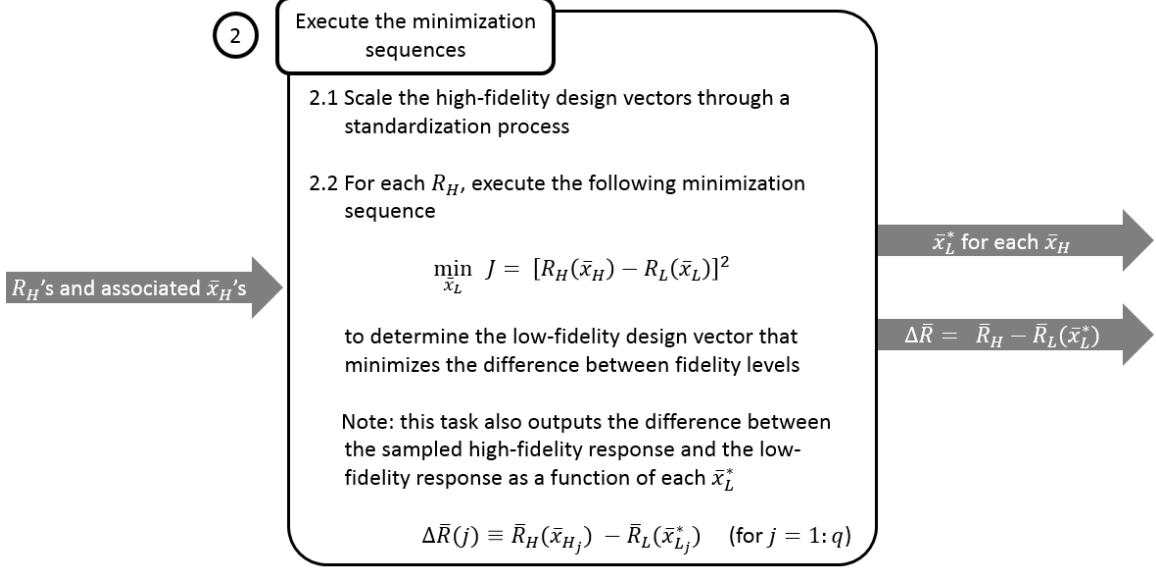 2
Execute the minimization
sequences
2.1 Scale the high-fidelity design vectors through a
standardization process
2.2 For each R_H, execute the following minimization
sequence
min_{x̄_L} J = [R_H(x̄_H) − R_L(x̄_L)]²
to determine the low-fidelity design vector that
minimizes the difference between fidelity levels
Note: this task also outputs the difference between
the sampled high-fidelity response and the low-
fidelity response as a function of each x̄_L^*
ΔR̄(j) ≡ R̄_H(x̄_{H_j}) − R̄_L(x̄_{L_j}^*) (for j = 1: q)
R_H's and associated x̄_H's
x̄_L^* for each x̄_H
ΔR̄ = R̄_H − R̄_L(x̄_L^*)